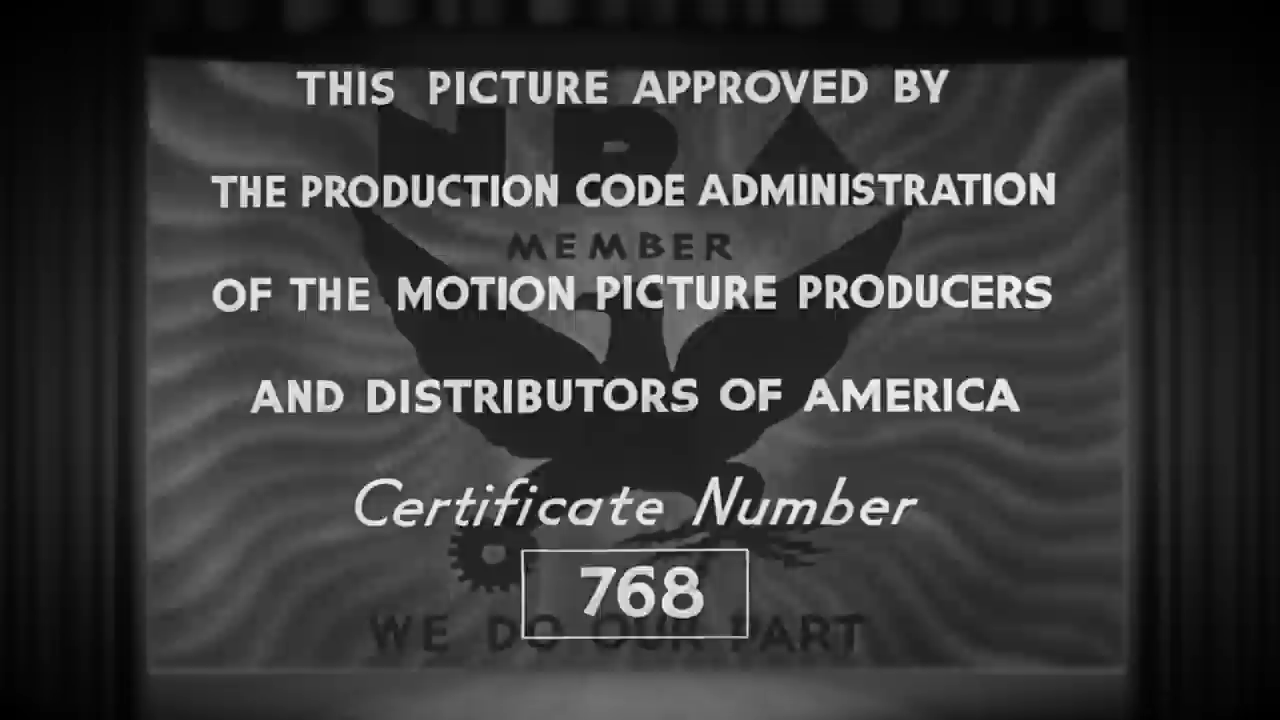 THIS PICTURE APPROVED BY
NRA
THE PRODUCTION CODE ADMINISTRATION
MEMBER
OF THE MOTION PICTURE PRODUCERS
AND DISTRIBUTORS OF AMERICA
Certificate Number
768
WE DO OUR PART